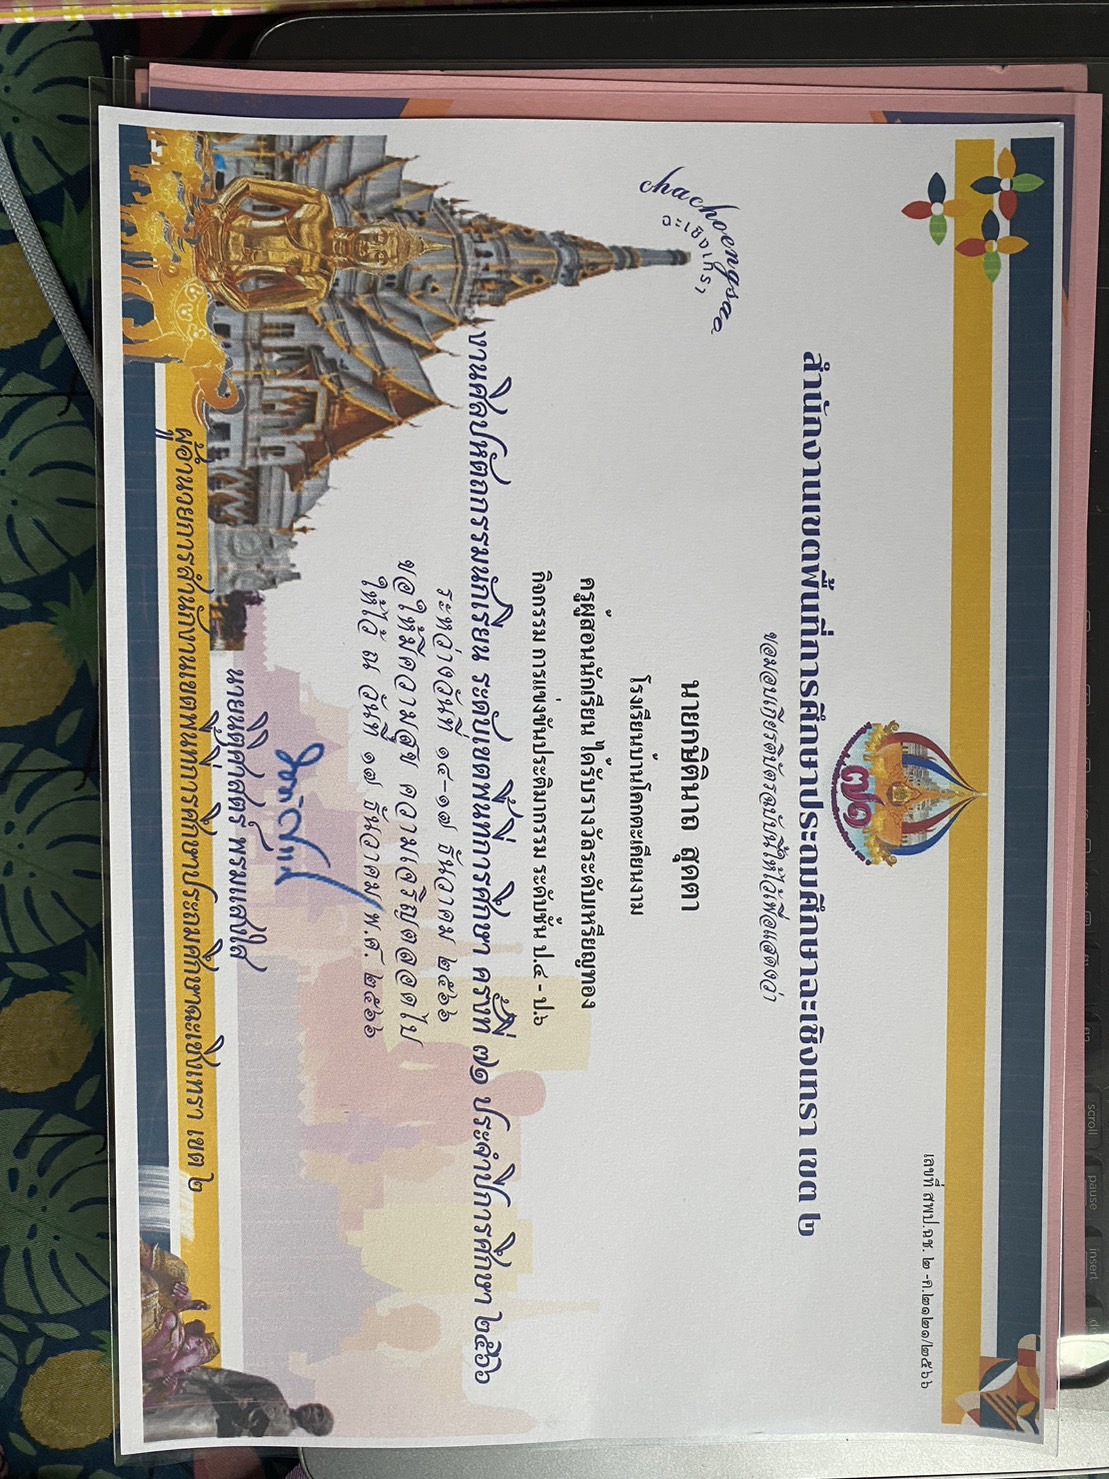 เลขที่ สพป.ฉช. ๒ -ค.๒๑๒๑/๒๕๖๖
๗๑
chachoengsao
ฉะเชิงเทรา
สำนักงานเขตพื้นที่การศึกษาประถมศึกษาฉะเชิงเทรา เขต ๒
ขอมอบเกียรติบัตรฉบับนี้ให้ไว้เพื่อแสดงว่า
นายกษิตินาถ สุดตา
โรงเรียนบ้านโคกตะเคียนงาม
ครูผู้สอนนักเรียน ได้รับรางวัลระดับเหรียญทอง
กิจกรรม การแข่งขันประติมากรรม ระดับชั้น ป.๔ - ป.๖
งานศิลปหัตถกรรมนักเรียน ระดับเขตพื้นที่การศึกษา ครั้งที่ ๗๑ ประจำปีการศึกษา ๒๕๖๖
ระหว่างวันที่ ๑๔-๑๗ ธันวาคม ๒๕๖๖
ขอให้มีความสุข ความเจริญตลอดไป
ให้ไว้ ณ วันที่ ๑๗ ธันวาคม พ.ศ. ๒๕๖๖
ผู้อำนวยการสำนักงานเขตพื้นที่การศึกษาประถมศึกษาฉะเชิงเทรา เขต ๒
scroll
pause
insert